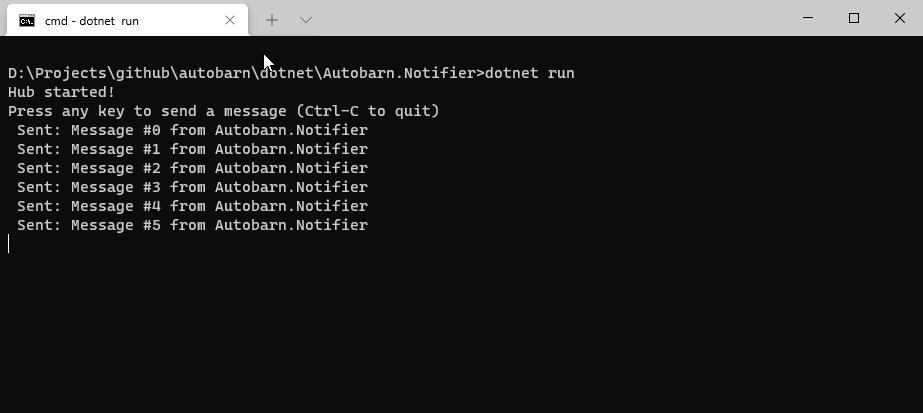 cmd - dotnet run
D:\Projects\github\autobarn\dotnet\Autobarn.Notifier>dotnet run
Hub started!
Press any key to send a message (Ctrl-C to quit)
Sent: Message #0 from Autobarn.Notifier
Sent: Message #1 from Autobarn.Notifier
Sent: Message #2 from Autobarn.Notifier
Sent: Message #3 from Autobarn.Notifier
Sent: Message #4 from Autobarn.Notifier
Sent: Message #5 from Autobarn.Notifier